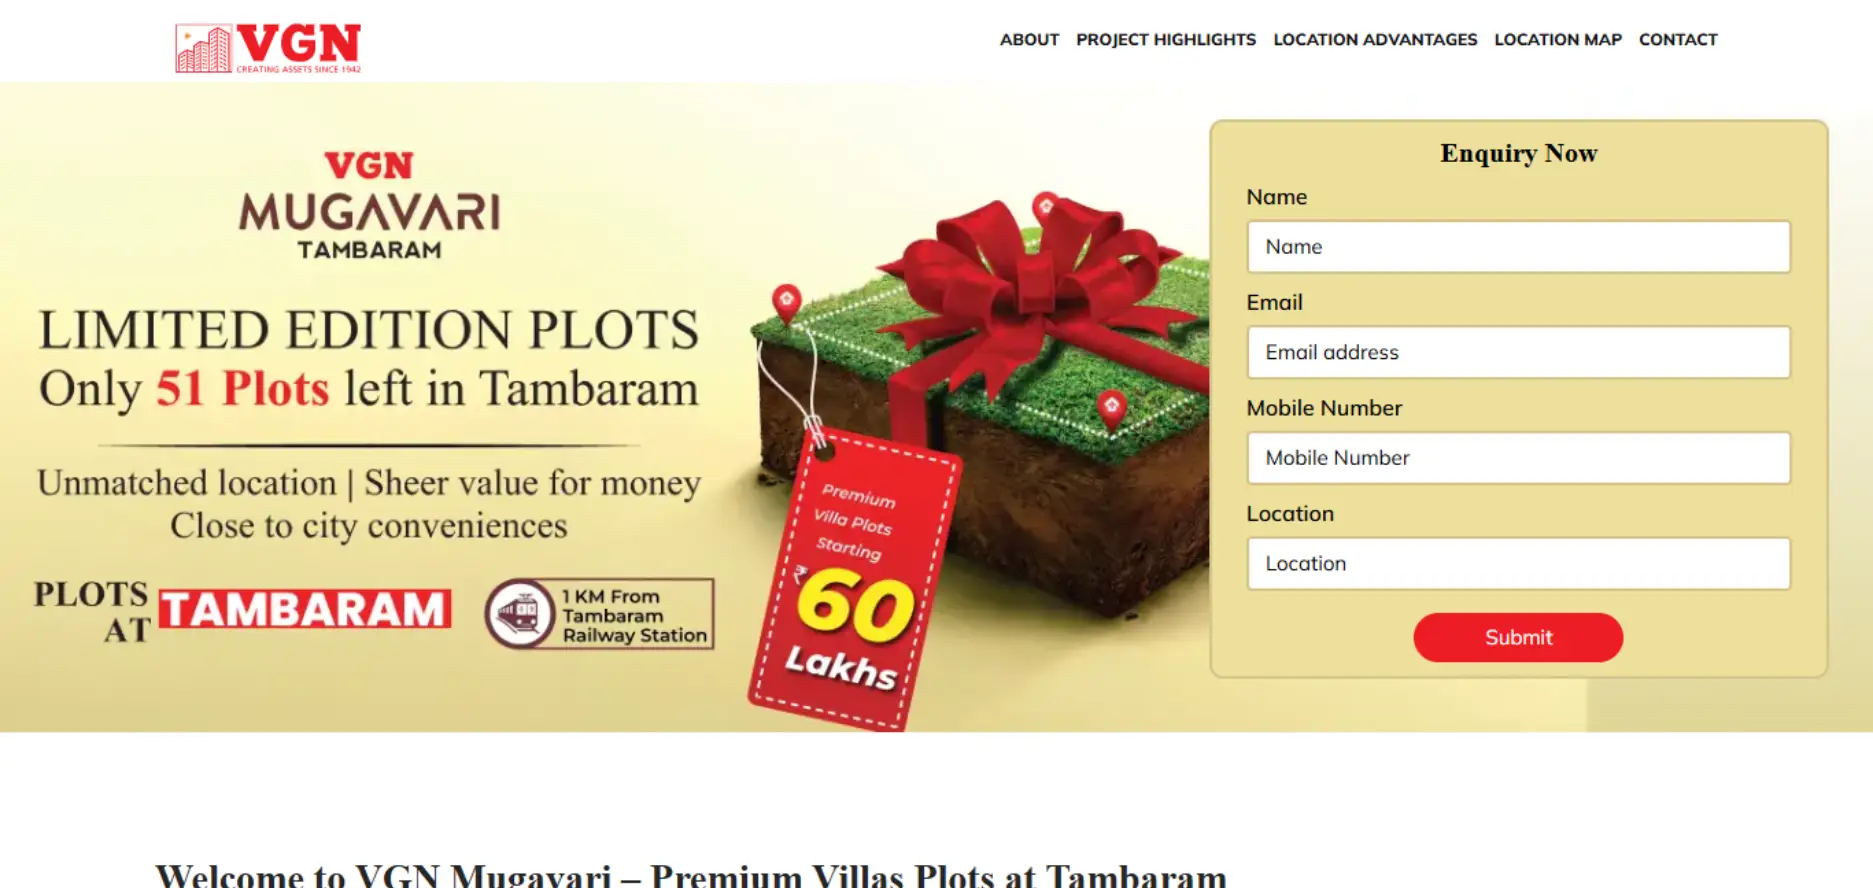 VGN
CREATING ASSETS SINCE 1942
ABOUT PROJECT HIGHLIGHTS LOCATION ADVANTAGES LOCATION MAP CONTACT
VGN
MUGAVARI
TAMBARAM
LIMITED EDITION PLOTS
Only 51 Plots left in Tambaram
Unmatched location | Sheer value for money
Close to city conveniences
PLOTS
AT
TAMBARAM
1 KM From
Tambaram
Railway Station
Premium
Villa Plots
Starting
₹60
Lakhs
Enquiry Now
Name
Name
Email
Email address
Mobile Number
Mobile Number
Location
Location
Submit
Welcome to VGN Mugavari – Premium Villas Plots at Tambaram